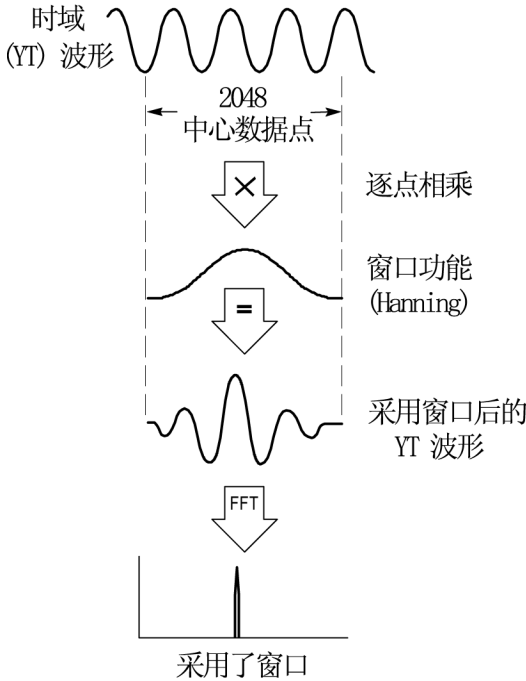 时域
(YT) 波形
2048
中心数据点
×
逐点相乘
窗口功能
(Hanning)
=
采用窗口后的
YT 波形
FFT
采用了窗口